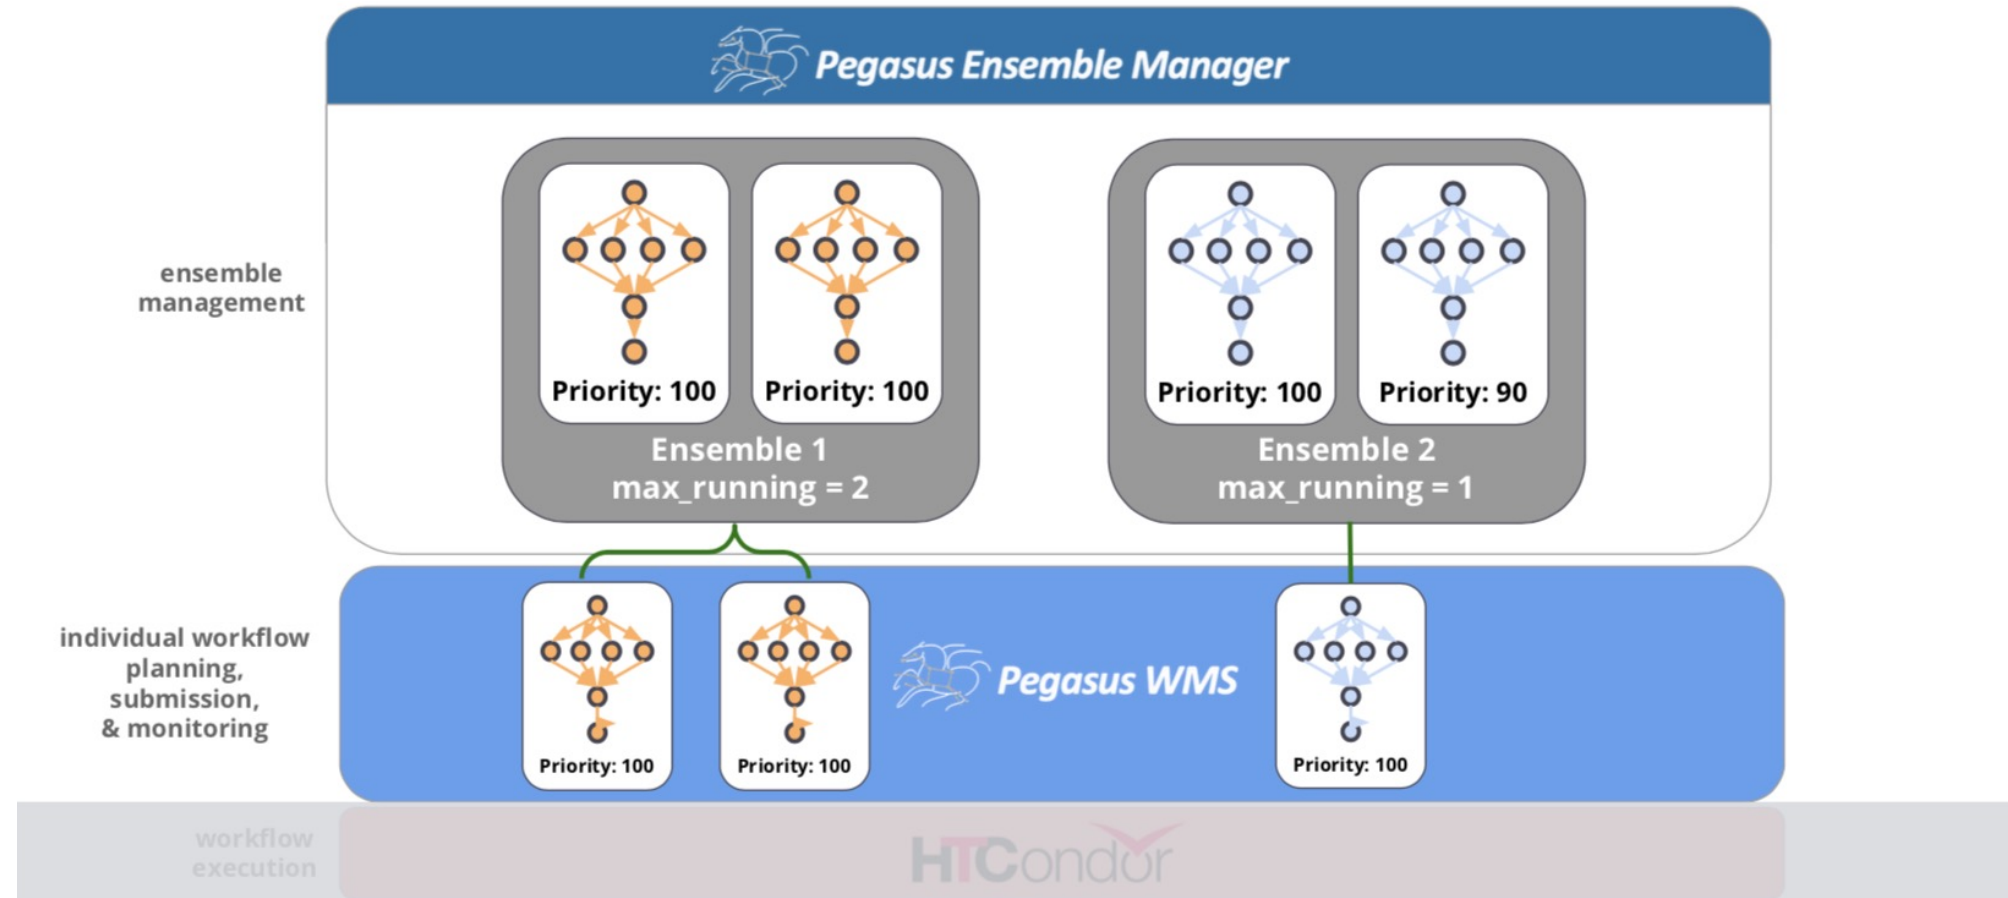 Pegasus Ensemble Manager
ensemble
management
Priority: 100
Priority: 100
Ensemble 1
max_running = 2
Priority: 100
Priority: 90
Ensemble 2
max_running = 1
individual workflow
planning,
submission,
& monitoring
Priority: 100
Priority: 100
Pegasus WMS
Priority: 100
workflow
execution
HTCondor